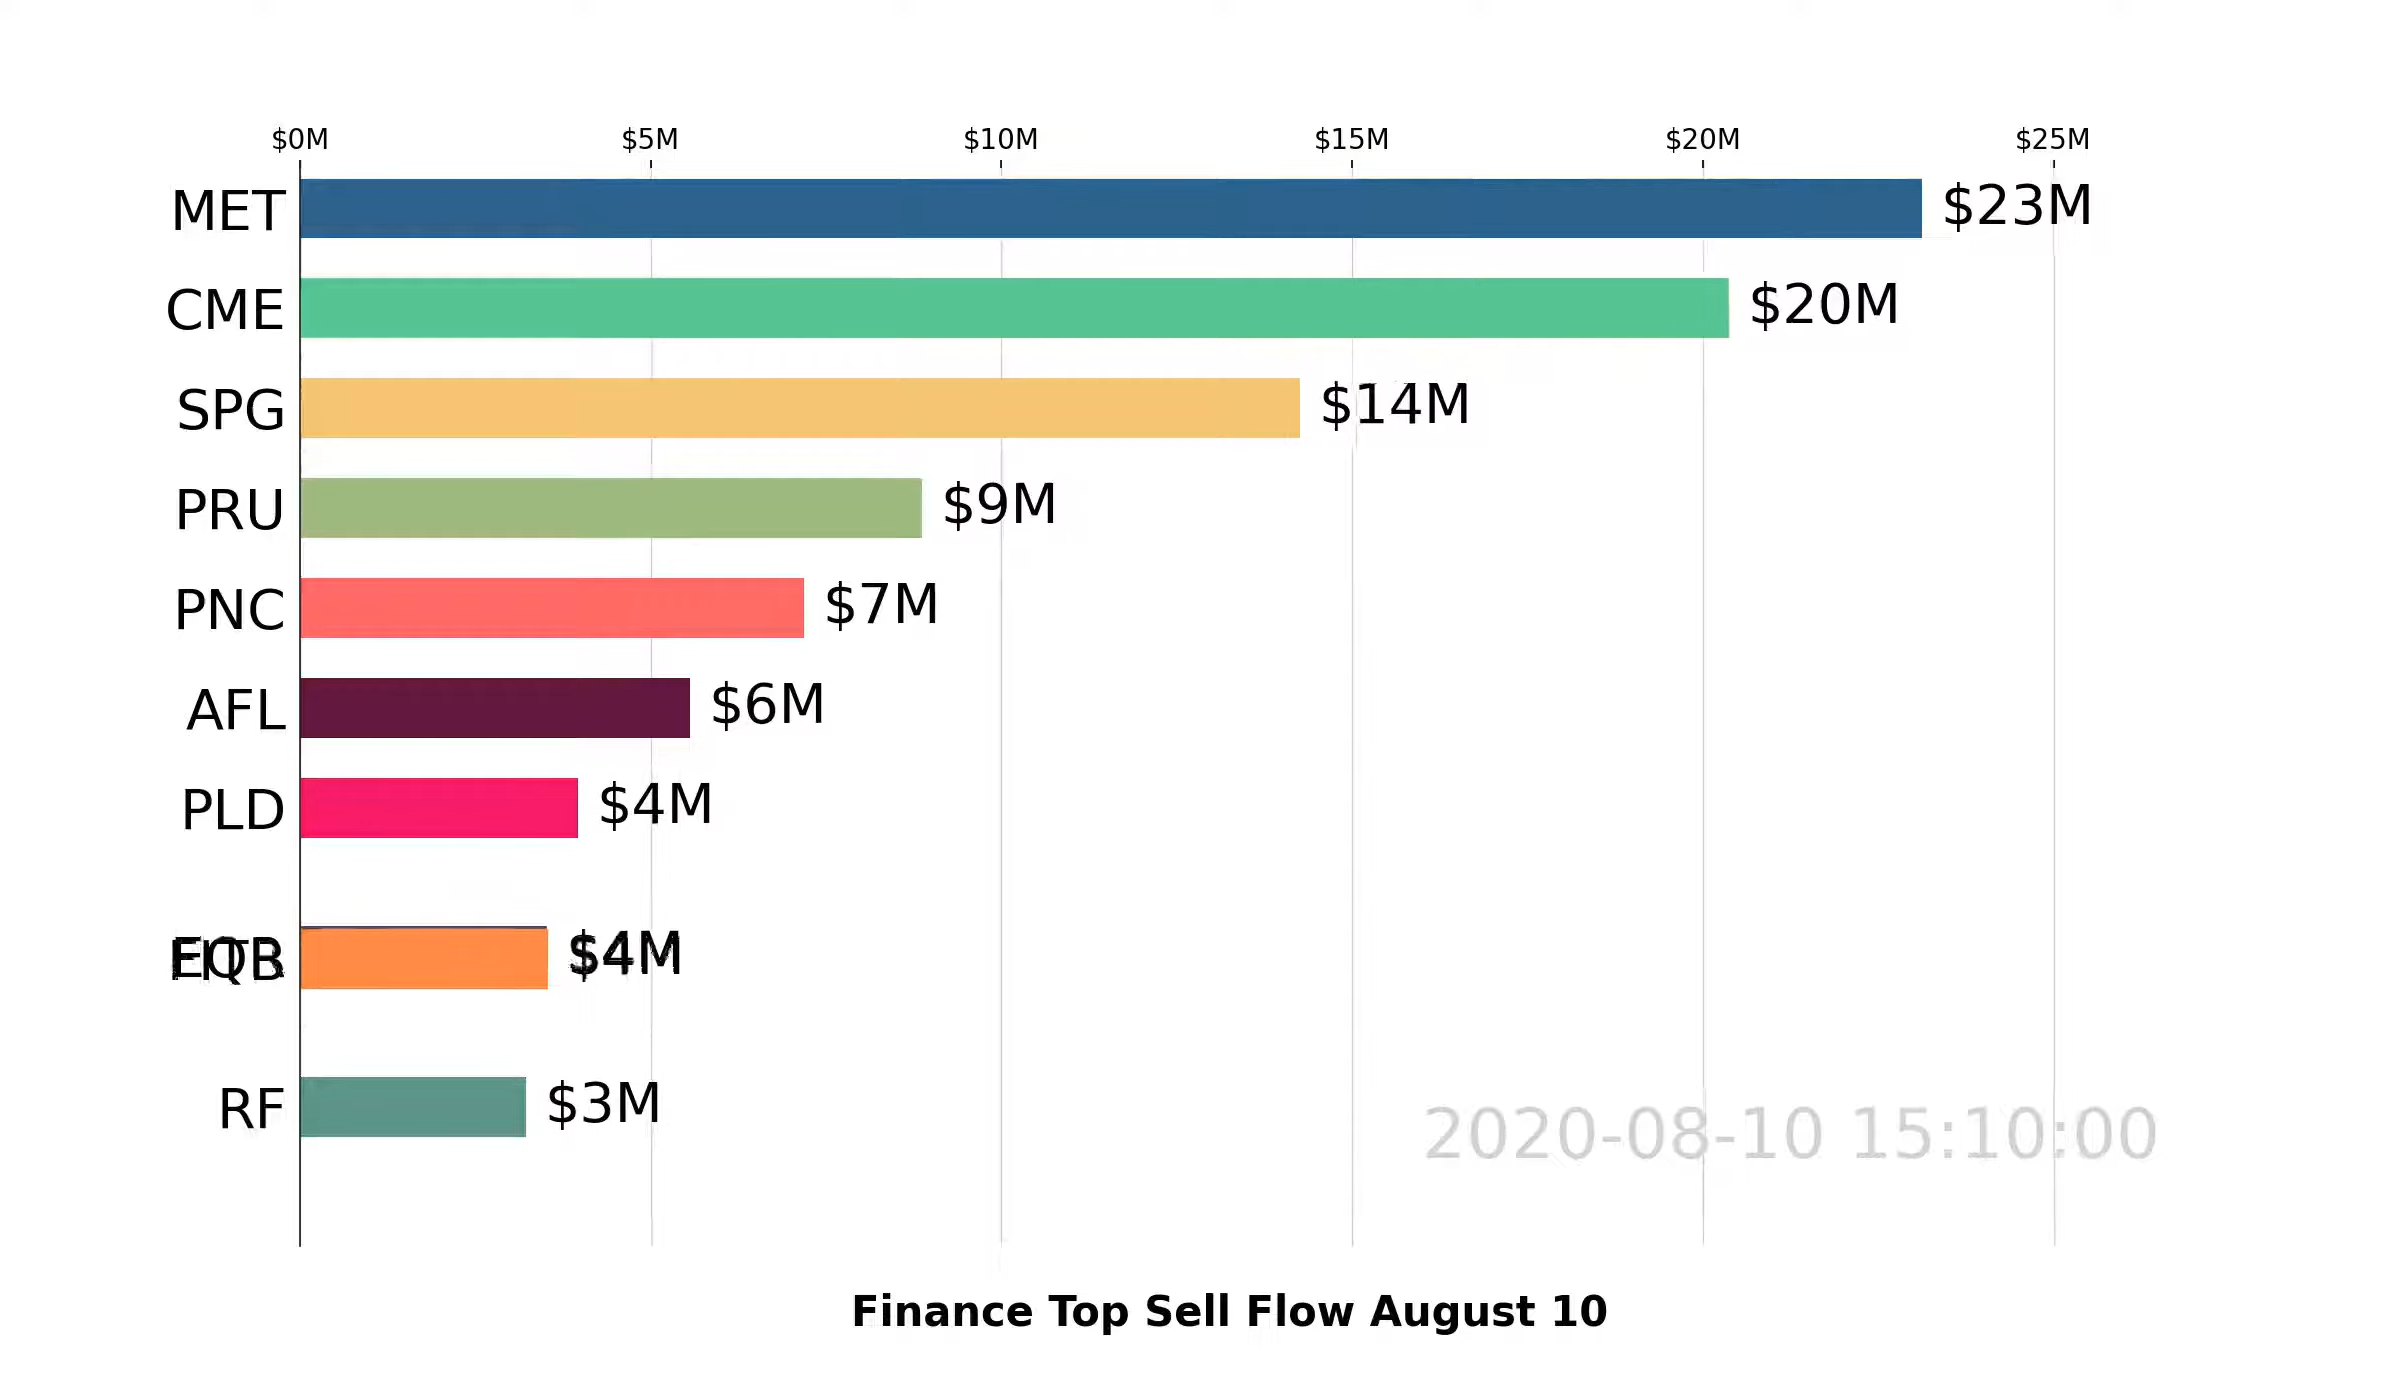 $0M $5M $10M $15M $20M $25M
MET $23M
CME $20M
SPG $14M
PRU $9M
PNC $7M
AFL $6M
PLD $4M
$4M
RF $3M
2020-08-10 15:10:00
Finance Top Sell Flow August 10